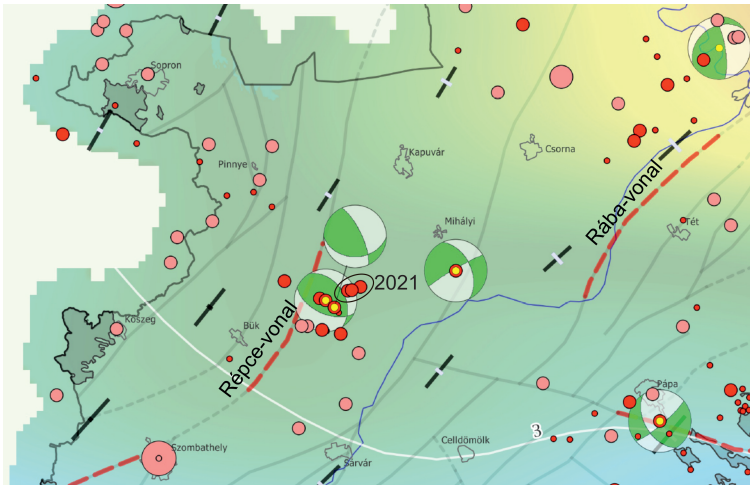 Sopron
Pinnye
Kapuvár
Csorna
Mihályi
Rába-vonal
Tét
2021
Répce-vonal
Kőszeg
Bük
Pápa
3
Szombathely
Sárvár
Celldömölk